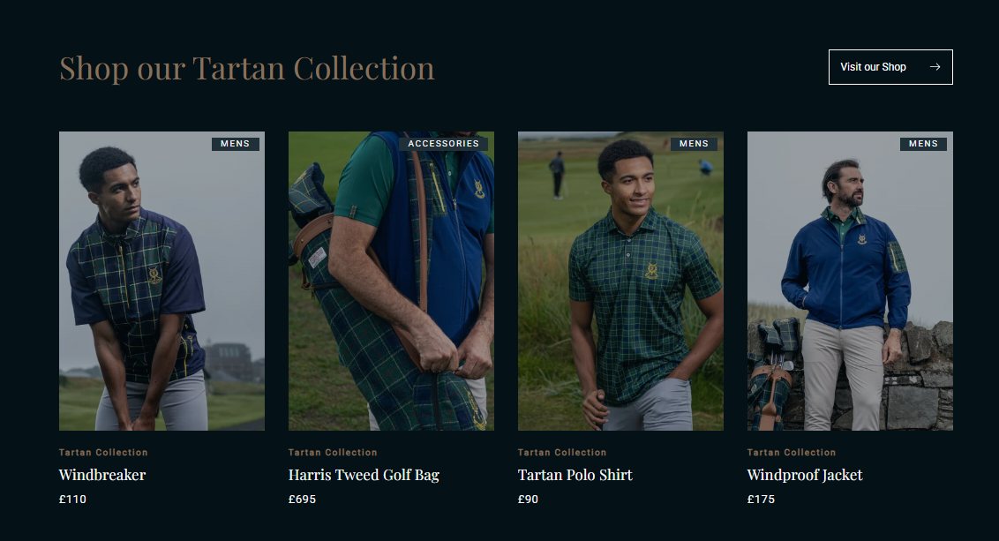 Shop our Tartan Collection
Visit our Shop
MENS
ACCESSORIES
MENS
MENS
Tartan Collection
Windbreaker
£110
Tartan Collection
Harris Tweed Golf Bag
£695
Tartan Collection
Tartan Polo Shirt
£90
Tartan Collection
Windproof Jacket
£175